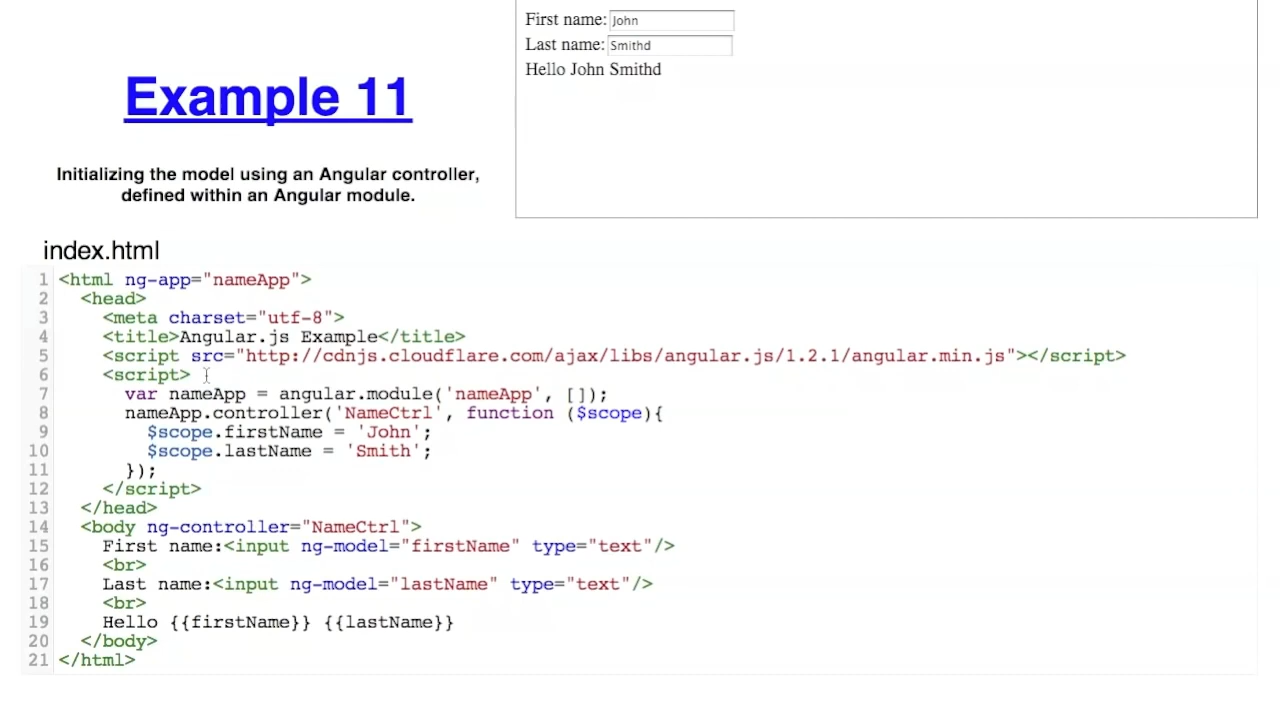 First name: John
Last name: Smithd
Hello John Smithd
Example 11
Initializing the model using an Angular controller,
defined within an Angular module.
index.html
1 <html ng-app="nameApp">
2   <head>
3     <meta charset="utf-8">
4     <title>Angular.js Example</title>
5     <script src="http://cdnjs.cloudflare.com/ajax/libs/angular.js/1.2.1/angular.min.js"></script>
6     <script>
7       var nameApp = angular.module('nameApp', []);
8       nameApp.controller('NameCtrl', function ($scope){
9         $scope.firstName = 'John';
10         $scope.lastName = 'Smith';
11       });
12     </script>
13   </head>
14   <body ng-controller="NameCtrl">
15     First name:<input ng-model="firstName" type="text"/>
16     <br>
17     Last name:<input ng-model="lastName" type="text"/>
18     <br>
19     Hello {{firstName}} {{lastName}}
20   </body>
21 </html>